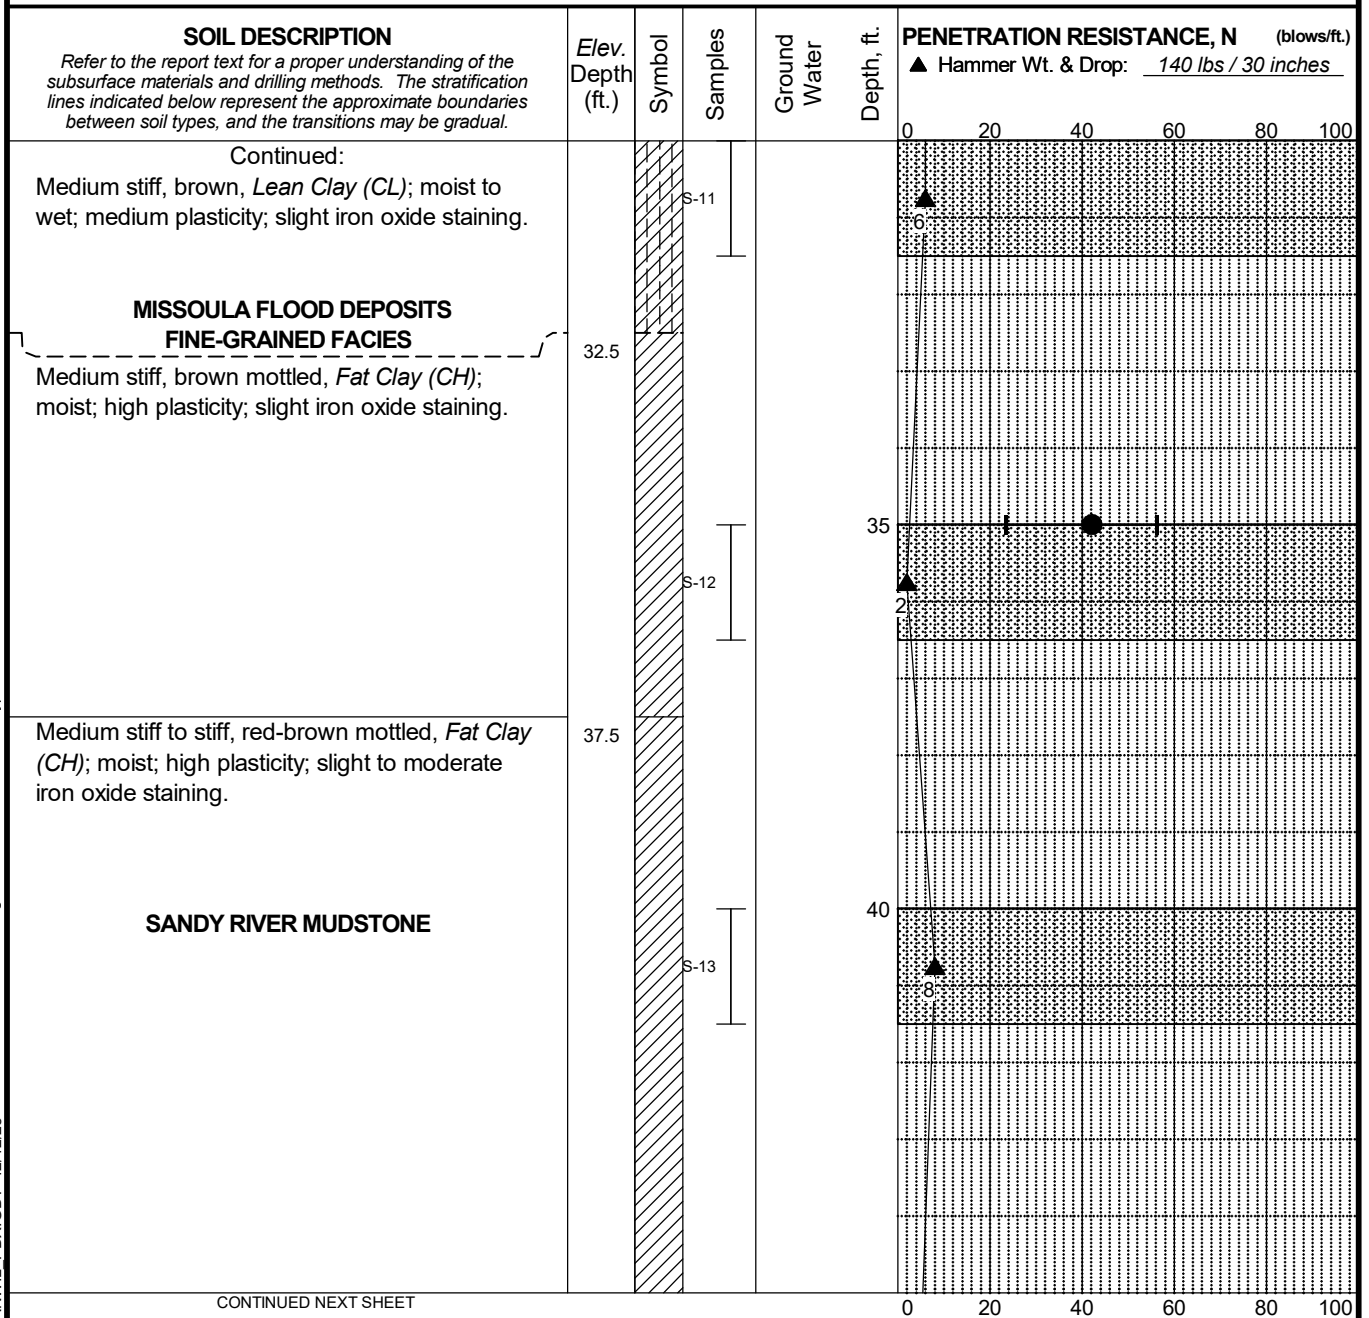 SOIL DESCRIPTION
Refer to the report text for a proper understanding of the
subsurface materials and drilling methods. The stratification
lines indicated below represent the approximate boundaries
between soil types, and the transitions may be gradual.
Elev.
Depth
(ft.)
Symbol
Samples
Ground
Water
Depth, ft.
PENETRATION RESISTANCE, N (blows/ft.)
▲ Hammer Wt. & Drop: 140 lbs / 30 inches
0 20 40 60 80 100
Continued:
Medium stiff, brown, Lean Clay (CL); moist to
wet; medium plasticity; slight iron oxide staining.
S-11
6
MISSOULA FLOOD DEPOSITS
FINE-GRAINED FACIES
32.5
Medium stiff, brown mottled, Fat Clay (CH);
moist; high plasticity; slight iron oxide staining.
35
S-12
2
Medium stiff to stiff, red-brown mottled, Fat Clay
(CH); moist; high plasticity; slight to moderate
iron oxide staining.
37.5
SANDY RIVER MUDSTONE
40
S-13
8
CONTINUED NEXT SHEET
0 20 40 60 80 100